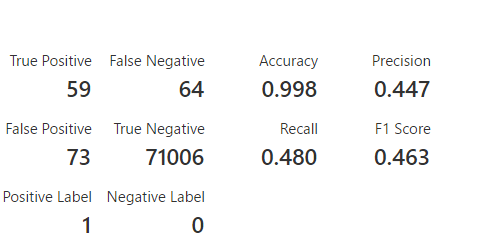 True Positive False Negative Accuracy Precision
59 64 0.998 0.447
False Positive True Negative Recall F1 Score
73 71006 0.480 0.463
Positive Label Negative Label
1 0